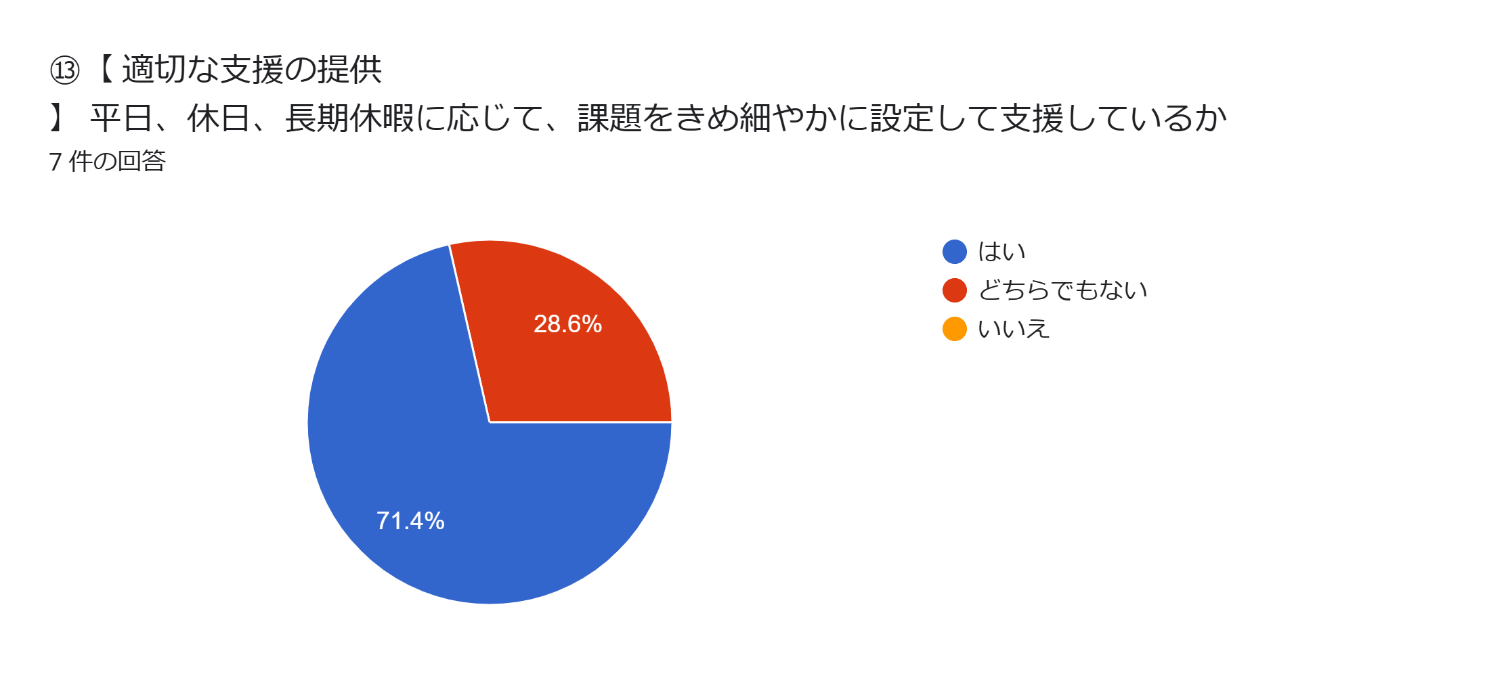 ⑬【 適切な支援の提供
】 平日、休日、長期休暇に応じて、課題をきめ細やかに設定して支援しているか
7 件の回答
はい
どちらでもない
いいえ
28.6%
71.4%